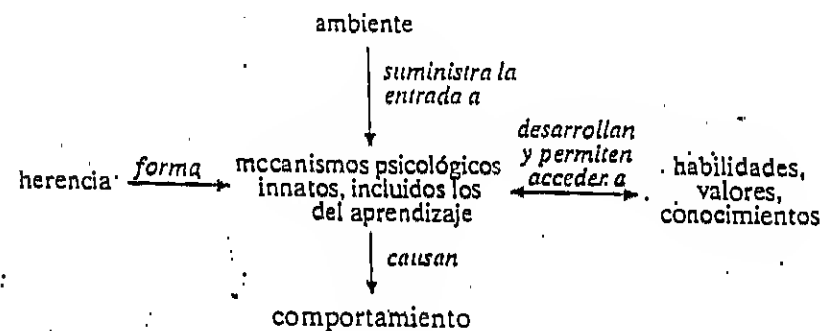 ambiente
suministra la
entrada a
desarrollan
y permiten
acceder a
herencia
forma
mecanismos psicológicos
innatos, incluidos los
del aprendizaje
habilidades,
valores,
conocimientos
causan
comportamiento